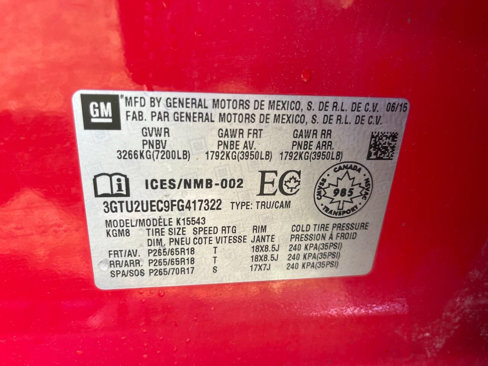 GM
MFD BY GENERAL MOTORS DE MEXICO, S. DE R.L. DE C.V. 06/15
FAB. PAR GENERAL MOTORS DE MEXICO, S. DE R.L. DE C.V.
GVWR GAWR FRT GAWR RR
PNBV PNBE AV. PNBE ARR.
3266KG(7200LB) 1792KG(3950LB) 1792KG(3950LB)
ICES/NMB-002 EC
CANADA
CMVSS 985 NSVAC
3GTU2UEC9FG417322 TYPE: TRU/CAM
MODEL/MODÈLE K15543
KGM8 TIRE SIZE SPEED RTG RIM COLD TIRE PRESSURE
DIM. PNEU COTE VITESSE JANTE PRESSION À FROID
FRT/AV. P265/65R18 T 18X8.5J 240 KPA(35PSI)
RR/ARR. P265/65R18 T 18X8.5J 240 KPA(35PSI)
SPA/SOS P265/70R17 S 17X7J 240 KPA(35PSI)